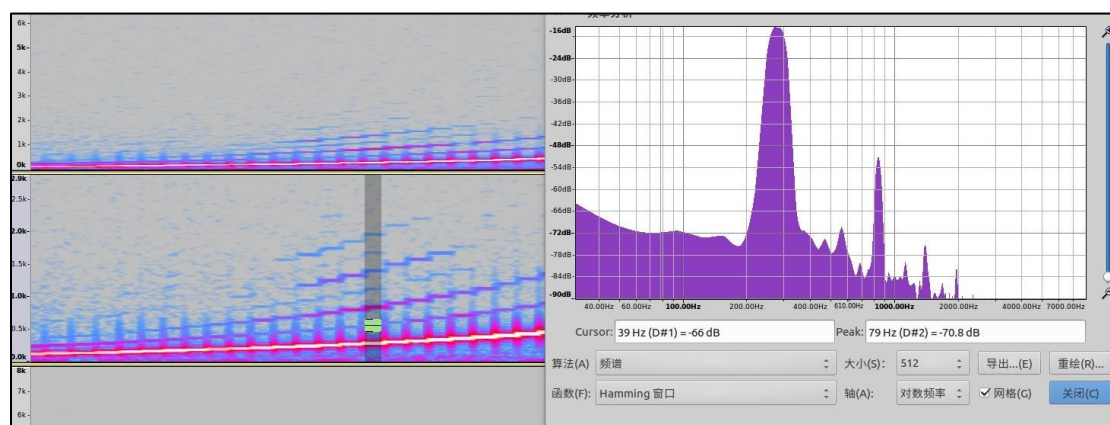 6k
5k
4k
3k
2k
1k
0k
2.9k
2.5k
2.0k
1.5k
1.0k
0.5k
0.0k
8k
7k
6k
-16dB
-24dB
-30dB
-36dB
-42dB
-48dB
-54dB
-60dB
-66dB
-72dB
-78dB
-84dB
-90dB
40.00Hz 60.00Hz 100.00Hz 200.00Hz 400.00Hz 1000.00Hz 2000.00Hz 4000.00Hz 7000.00Hz
Cursor: 39 Hz (D#1) = -66 dB Peak: 79 Hz (D#2) = -70.8 dB
算法(A) 频谱 大小(S): 512 导出...(E) 重绘(R)...
函数(F): Hamming 窗口 轴(A): 对数频率 网格(G) 关闭(C)